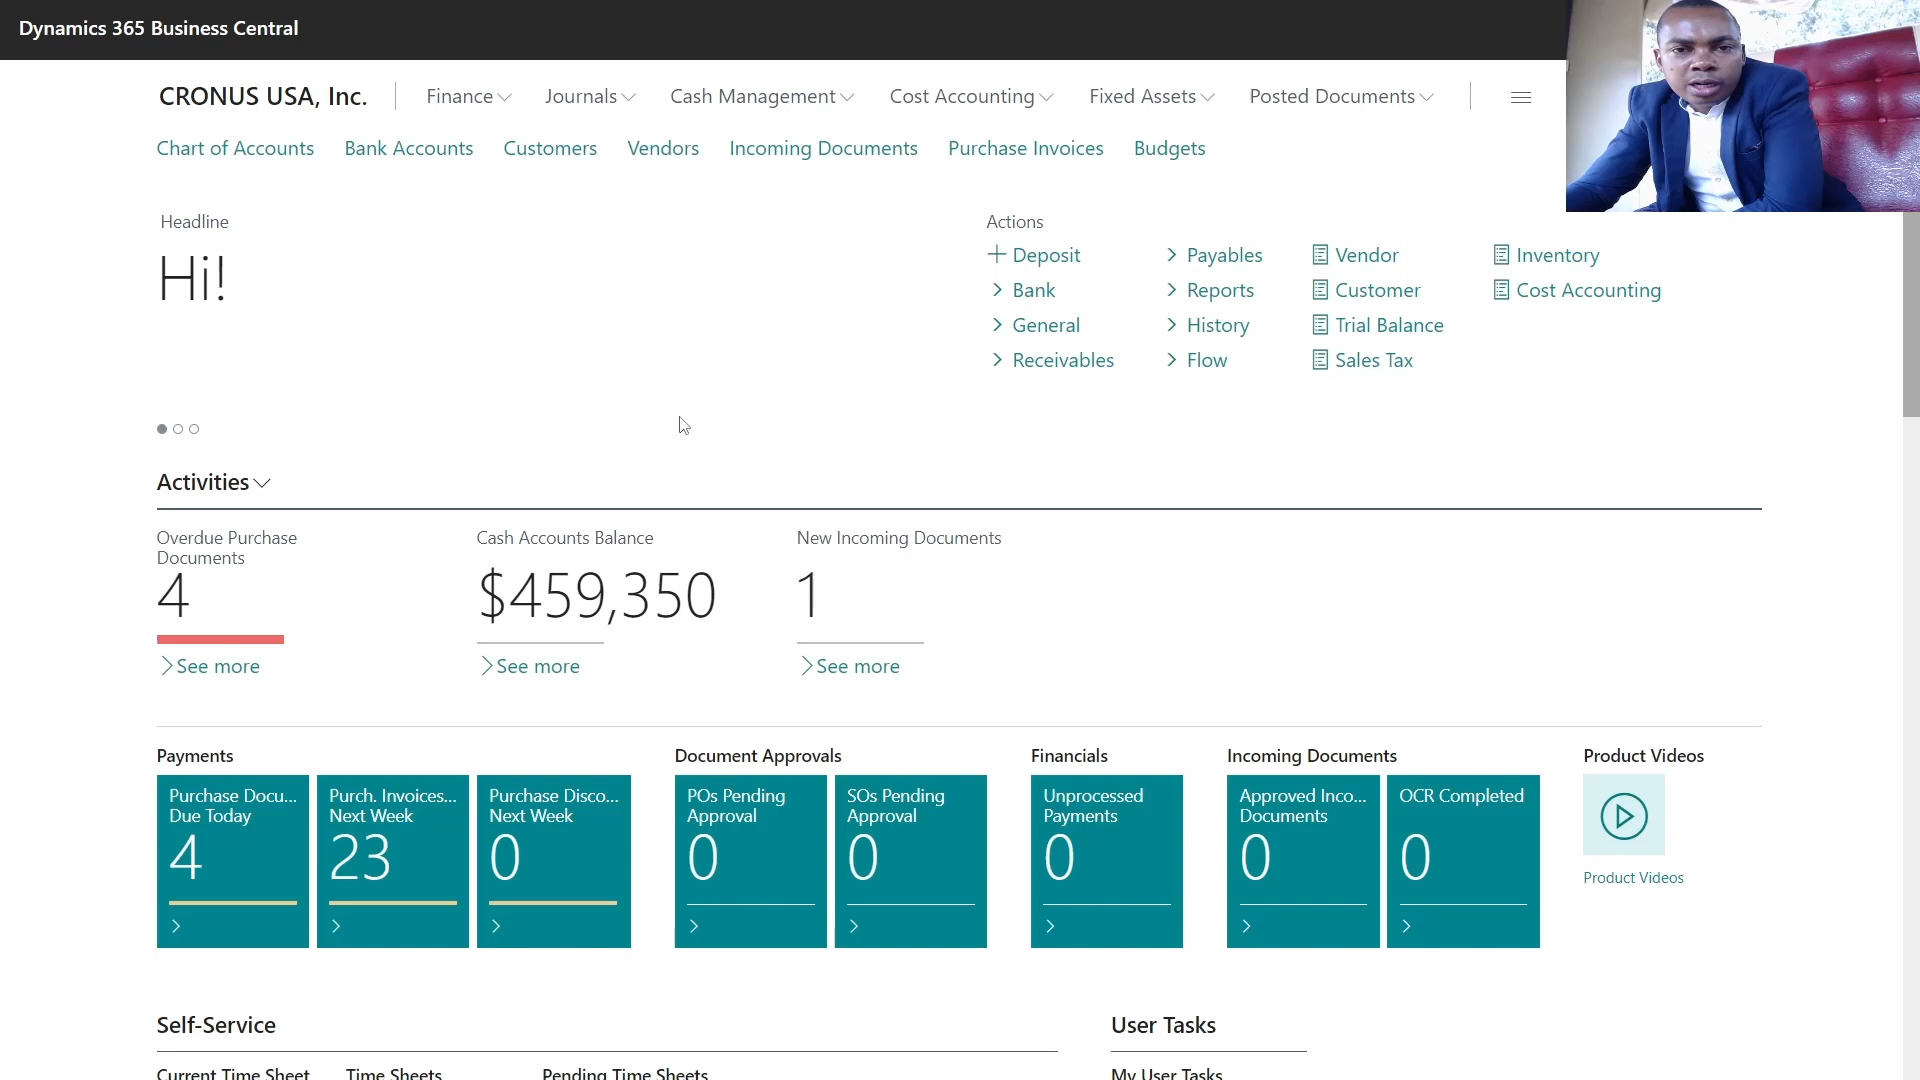 Dynamics 365 Business Central
CRONUS USA, Inc.
Finance Journals Cash Management Cost Accounting Fixed Assets Posted Documents
Chart of Accounts Bank Accounts Customers Vendors Incoming Documents Purchase Invoices Budgets
Headline
Hi!
Actions
Deposit Payables Vendor Inventory
Bank Reports Customer Cost Accounting
General History Trial Balance
Receivables Flow Sales Tax
Activities
Overdue Purchase
Documents
4
See more
Cash Accounts Balance
$459,350
See more
New Incoming Documents
1
See more
Payments
Purchase Docu...
Due Today
4
Purch. Invoices...
Next Week
23
Purchase Disco...
Next Week
0
Document Approvals
POs Pending
Approval
0
SOs Pending
Approval
0
Financials
Unprocessed
Payments
0
Incoming Documents
Approved Inco...
Documents
0
OCR Completed
0
Product Videos
Product Videos
Self-Service
Current Time Sheet Time Sheets Pending Time Sheets
User Tasks
My User Tasks